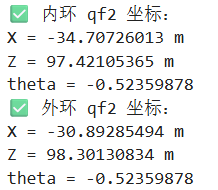 ✅ 内环 qf2 坐标：
X = -34.70726013 m
Z = 97.42105365 m
theta = -0.52359878
✅ 外环 qf2 坐标：
X = -30.89285494 m
Z = 98.30130834 m
theta = -0.52359878